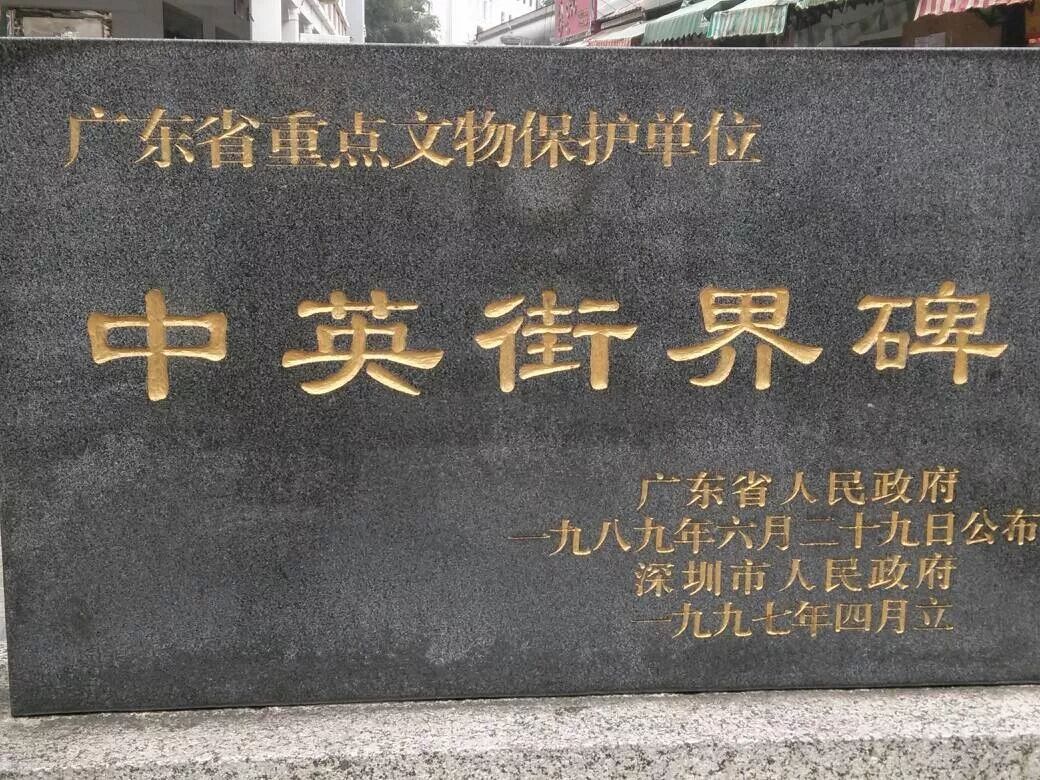 广东省重点文物保护单位
中英街界碑
广东省人民政府
一九八九年六月二十九日公布
深圳市人民政府
一九九七年四月立